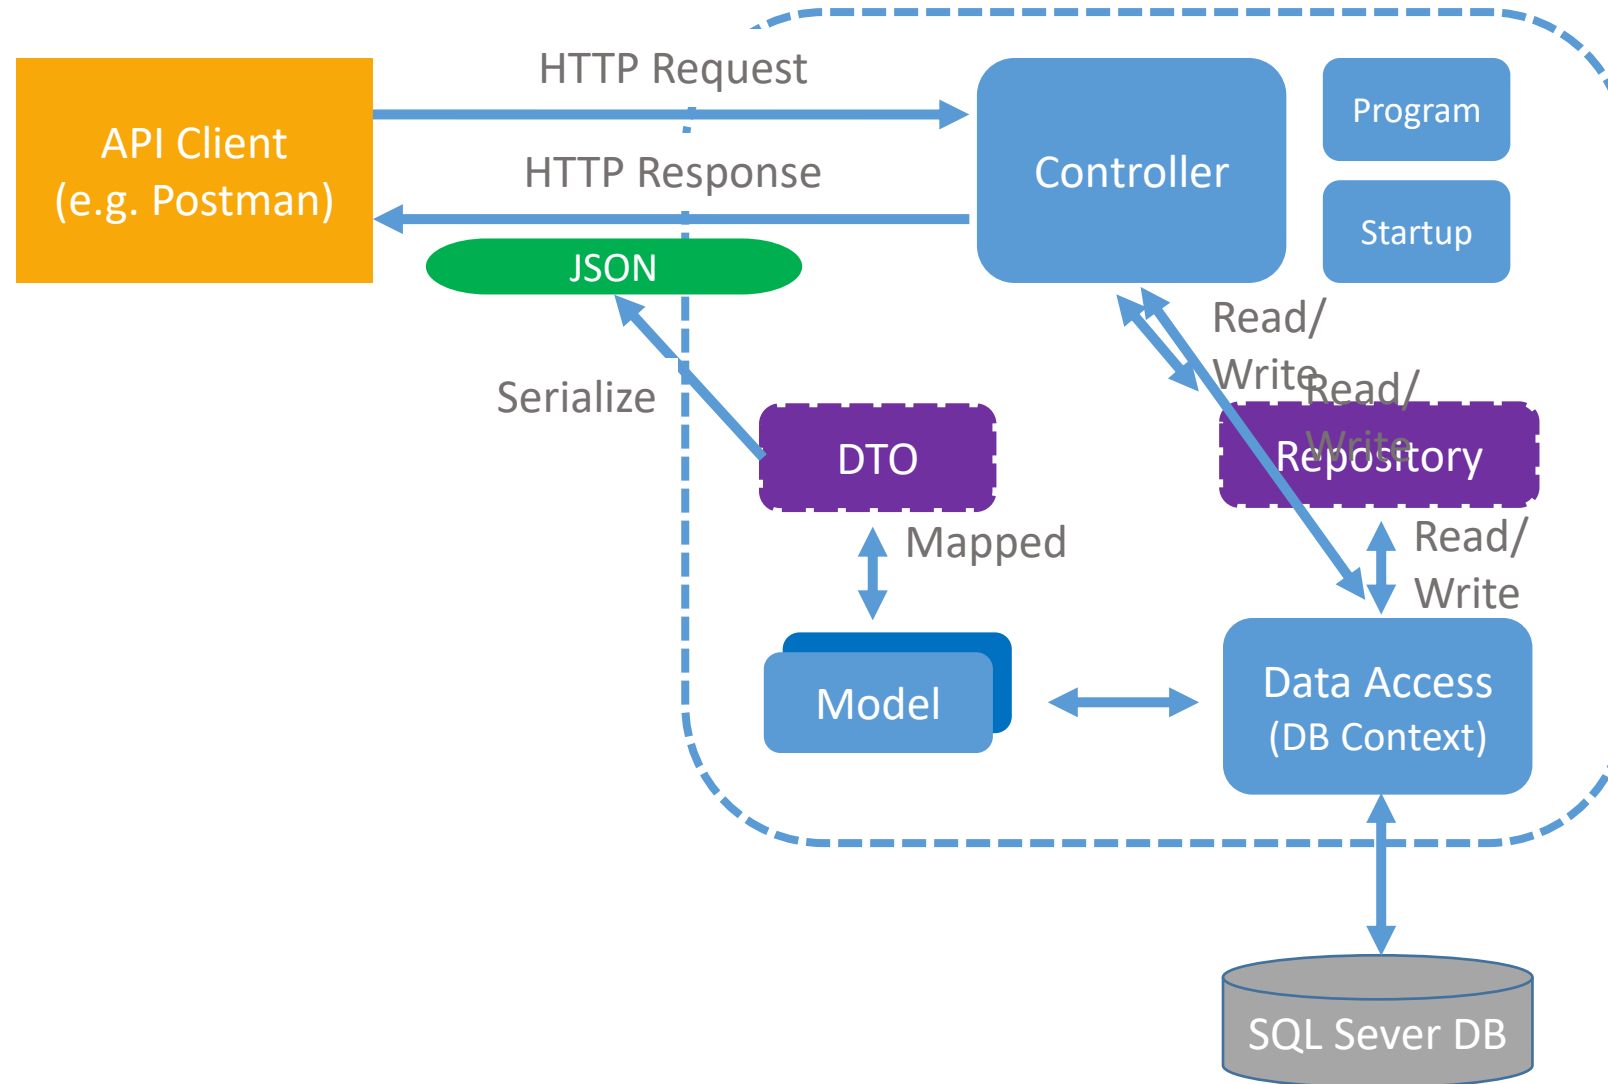 HTTP Request
API Client
(e.g. Postman)
HTTP Response
JSON
Controller
Program
Startup
Read/
Write
Read/
Write
Serialize
DTO
Repository
Mapped
Read/
Write
Model
Data Access
(DB Context)
SQL Sever DB